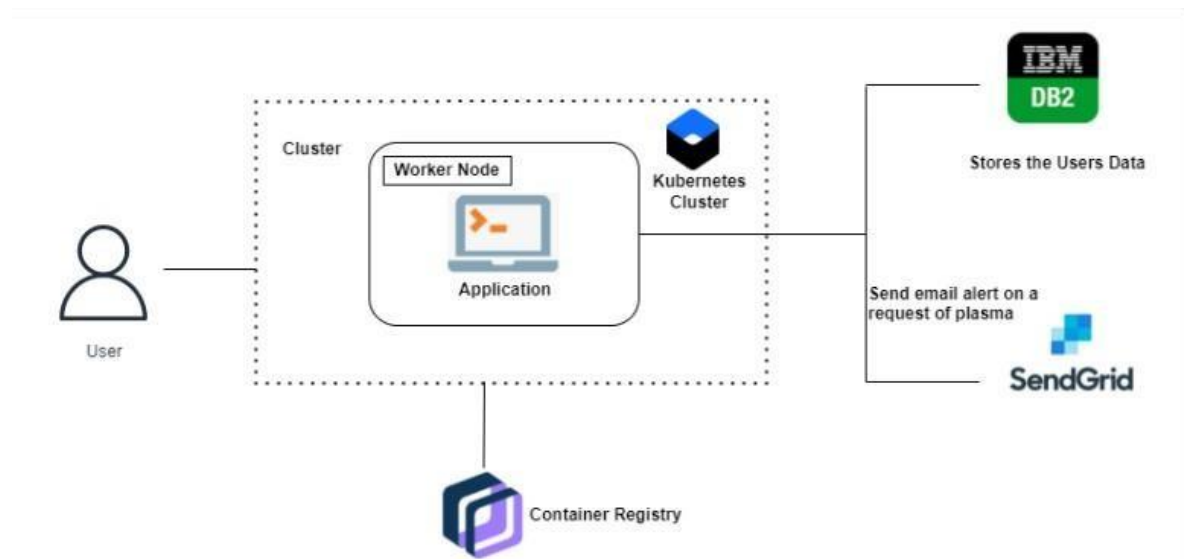 IBM
DB2
Stores the Users Data
Cluster
Worker Node
Kubernetes
Cluster
Application
User
Send email alert on a
request of plasma
SendGrid
Container Registry